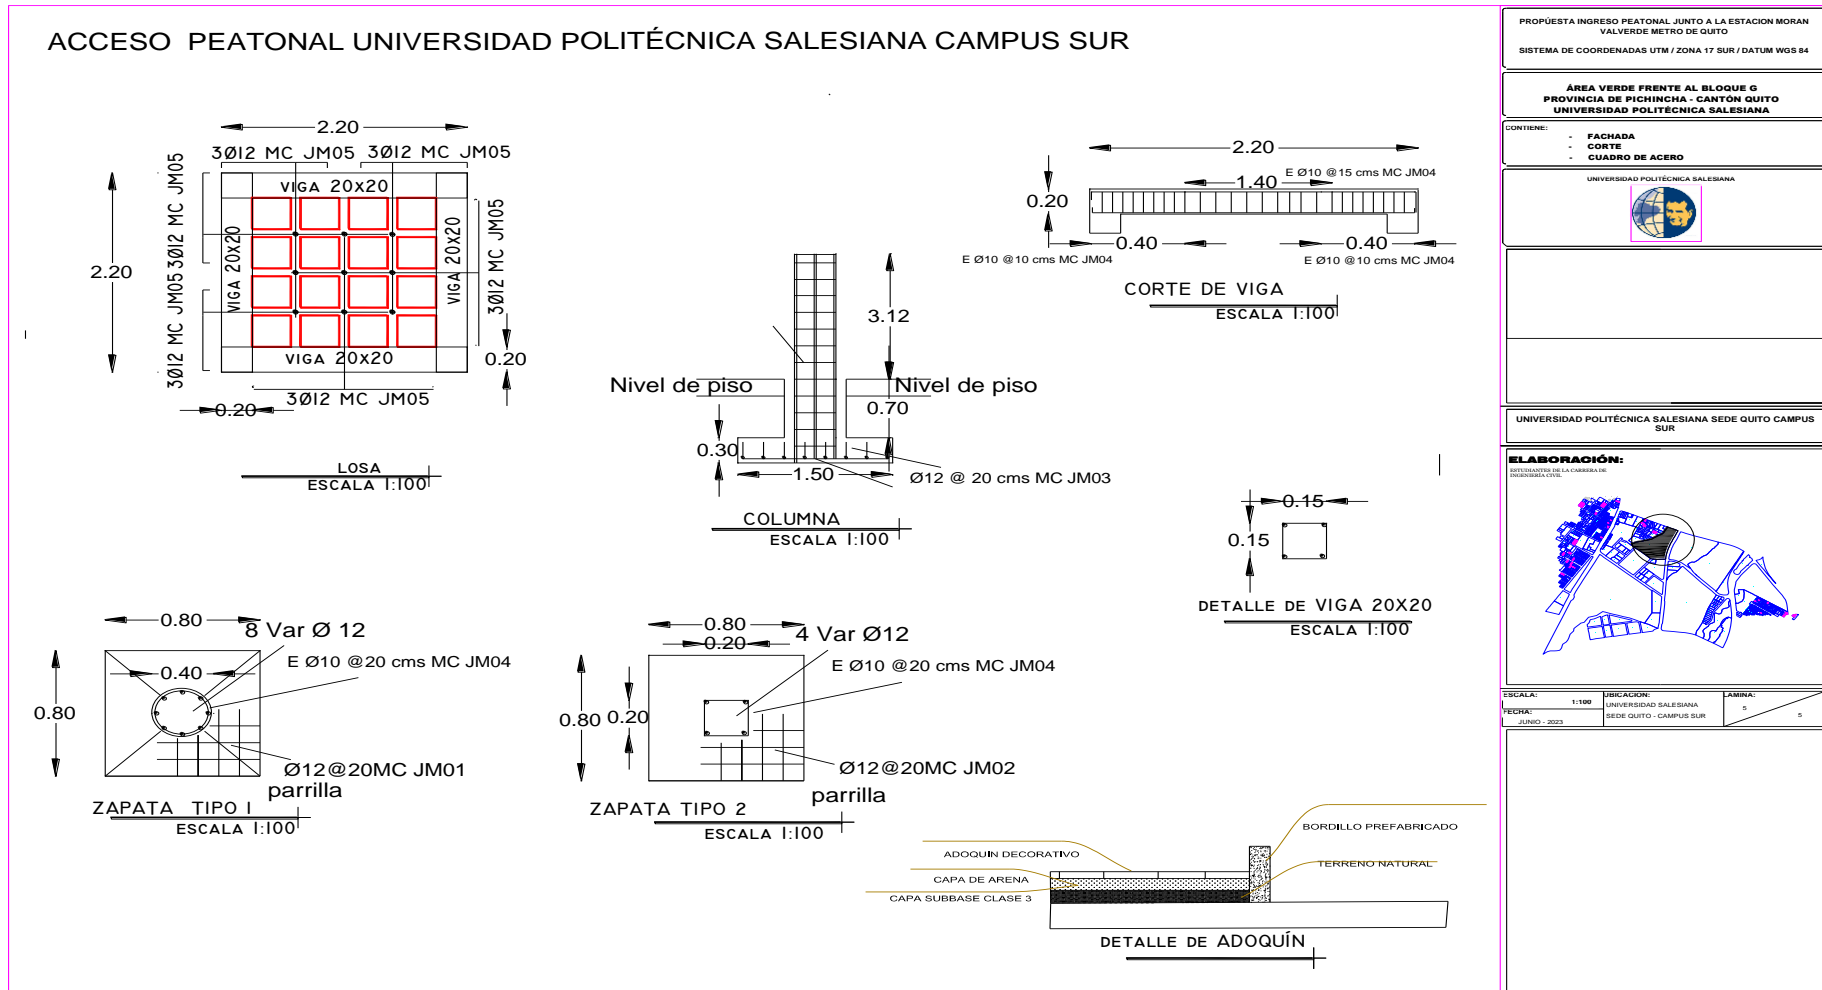 ACCESO PEATONAL UNIVERSIDAD POLITÉCNICA SALESIANA CAMPUS SUR
2.20
3Ø12 MC JM05 3Ø12 MC JM05
VIGA 20x20
3Ø12 MC JM05
3Ø12 MC JM05
VIGA 20x20
VIGA 20x20
3Ø12 MC JM05
2.20
VIGA 20x20
0.20
3Ø12 MC JM05
0.20
LOSA
ESCALA 1:100
3.12
Nivel de piso
Nivel de piso
0.70
0.30
1.50
Ø12 @ 20 cms MC JM03
COLUMNA
ESCALA 1:100
2.20
E Ø10 @15 cms MC JM04
1.40
0.20
0.40
0.40
E Ø10 @10 cms MC JM04
E Ø10 @10 cms MC JM04
CORTE DE VIGA
ESCALA 1:100
0.15
0.15
DETALLE DE VIGA 20X20
ESCALA 1:100
0.80
8 Var Ø 12
E Ø10 @20 cms MC JM04
0.40
0.80
Ø12@20MC JM01
parrilla
ZAPATA TIPO 1
ESCALA 1:100
0.80
0.20
4 Var Ø12
E Ø10 @20 cms MC JM04
0.80
0.20
Ø12@20MC JM02
parrilla
ZAPATA TIPO 2
ESCALA 1:100
BORDILLO PREFABRICADO
ADOQUIN DECORATIVO
TERRENO NATURAL
CAPA DE ARENA
CAPA SUBBASE CLASE 3
DETALLE DE ADOQUÍN
PROPÙESTA INGRESO PEATONAL JUNTO A LA ESTACION MORAN
VALVERDE METRO DE QUITO
SISTEMA DE COORDENADAS UTM / ZONA 17 SUR / DATUM WGS 84
ÁREA VERDE FRENTE AL BLOQUE G
PROVINCIA DE PICHINCHA - CANTÓN QUITO
UNIVERSIDAD POLITÉCNICA SALESIANA
CONTIENE:
- FACHADA
- CORTE
- CUADRO DE ACERO
UNIVERSIDAD POLITÉCNICA SALESIANA
UNIVERSIDAD POLITÉCNICA SALESIANA SEDE QUITO CAMPUS
SUR
ELABORACIÓN:
ESTUDIANTES DE LA CARRERA DE
INGENIERÍA CIVIL
ESCALA: 1:100
UBICACIÓN:
UNIVERSIDAD SALESIANA
SEDE QUITO - CAMPUS SUR
LAMINA:
5
5
FECHA:
JUNIO - 2023